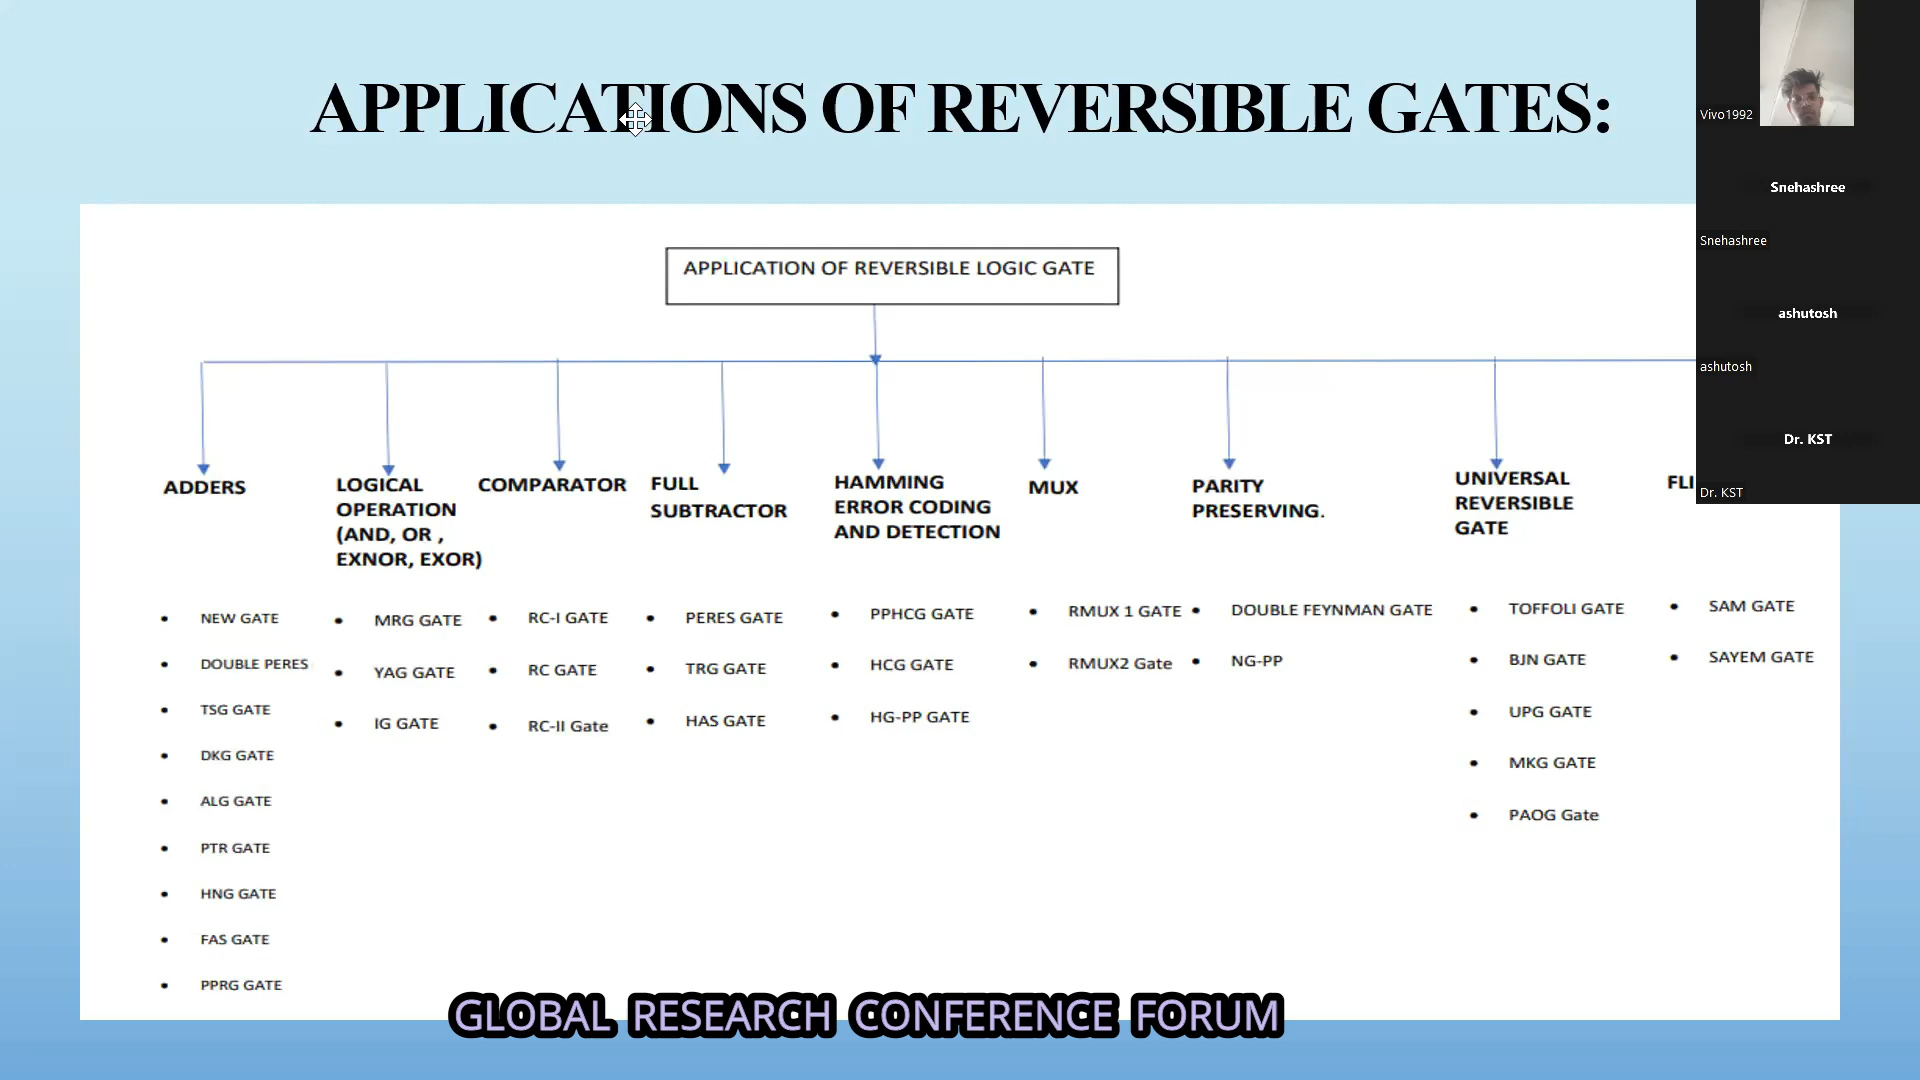 APPLICATIONS OF REVERSIBLE GATES:
APPLICATION OF REVERSIBLE LOGIC GATE
ADDERS
NEW GATE
DOUBLE PERES
TSG GATE
DKG GATE
ALG GATE
PTR GATE
HNG GATE
FAS GATE
PPRG GATE
LOGICAL
OPERATION
(AND, OR ,
EXNOR, EXOR)
MRG GATE
YAG GATE
IG GATE
COMPARATOR
RC-I GATE
RC GATE
RC-II Gate
FULL
SUBTRACTOR
PERES GATE
TRG GATE
HAS GATE
HAMMING
ERROR CODING
AND DETECTION
PPHCG GATE
HCG GATE
HG-PP GATE
MUX
RMUX 1 GATE
RMUX2 Gate
PARITY
PRESERVING.
DOUBLE FEYNMAN GATE
NG-PP
UNIVERSAL
REVERSIBLE
GATE
TOFFOLI GATE
BJN GATE
UPG GATE
MKG GATE
PAOG Gate
SAM GATE
SAYEM GATE
Vivo1992
Snehashree
Snehashree
ashutosh
ashutosh
Dr. KST
Dr. KST
GLOBAL RESEARCH CONFERENCE FORUM